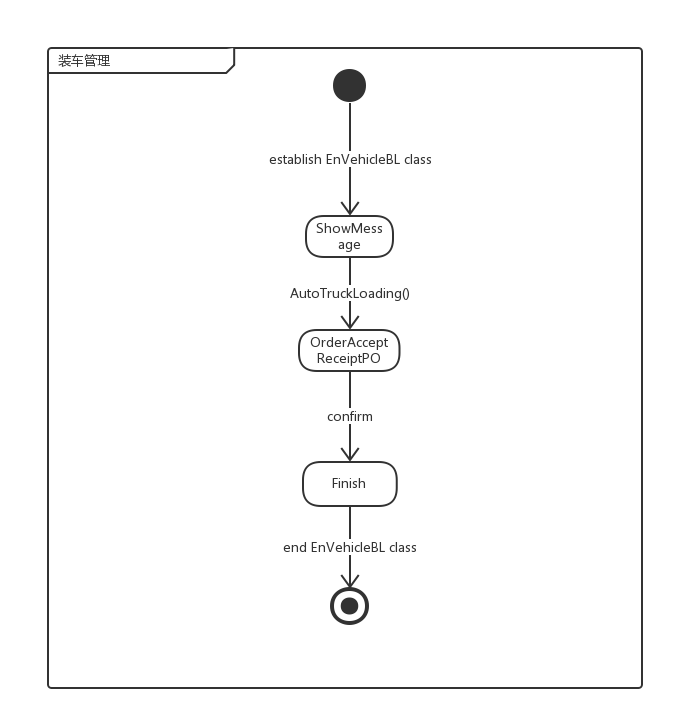 装车管理
establish EnVehicleBL class
ShowMess
age
AutoTruckLoading()
OrderAccept
ReceiptPO
confirm
Finish
end EnVehicleBL class